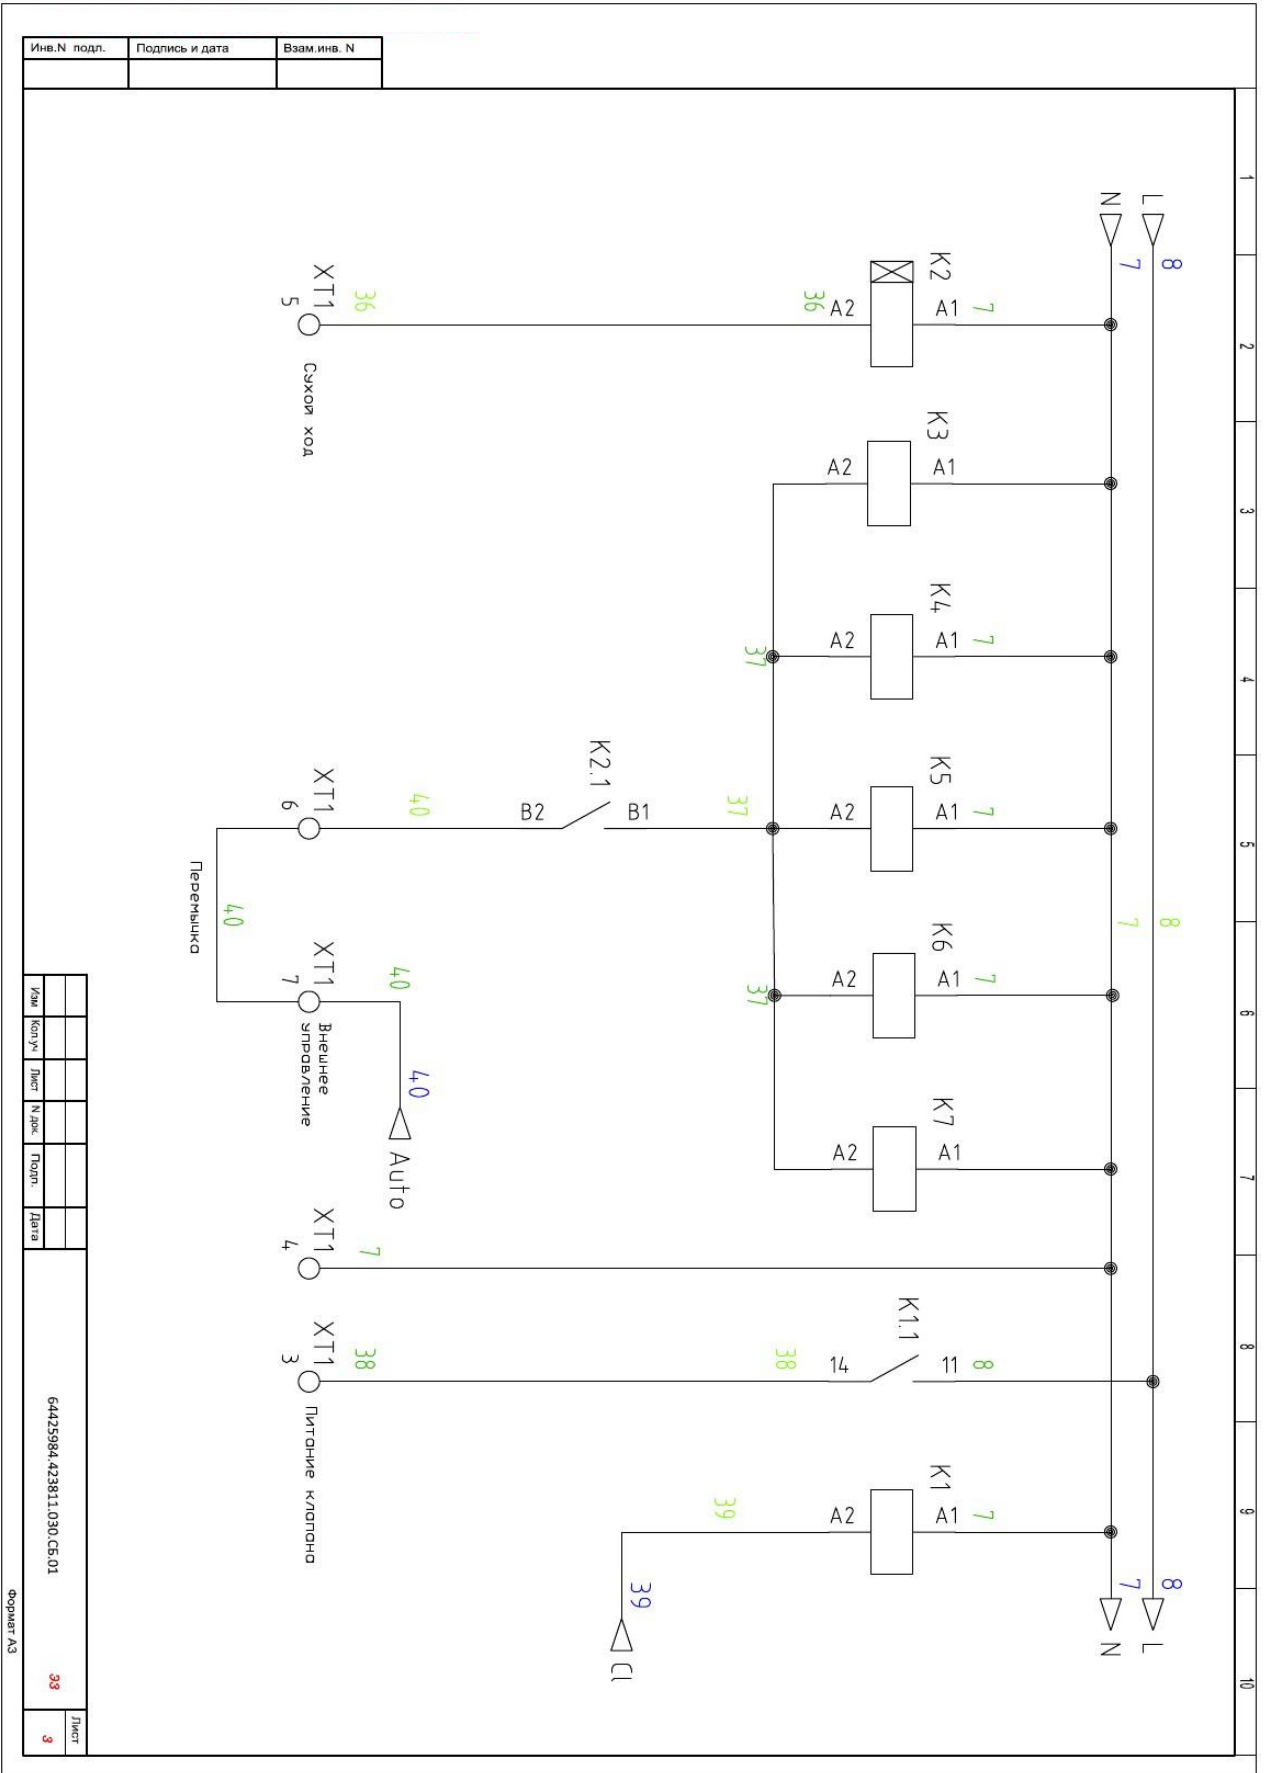 Инв.N подл. Подпись и дата Взам.инв. N
1 2 3 4 5 6 7 8 9 10
L 8 8 8 L
N 7 7 7 N
K2
A1 7
A2 36
36
XT1
5
Сухой ход
K3
A1
A2
K4
A1 7
A2
37
K5
A1 7
A2
37
K2.1
B1
B2
40
XT1
6
40
Перемычка
K6
A1 7
A2
37
XT1
7
Внешнее
управление
40
40
Auto
K7
A1
A2
XT1
4
7
K1.1
11 8
14
38
38
XT1
3
Питание клапана
K1
A1 7
A2
39
39
CL
Изм Кол.уч Лист N док. Подп. Дата
64425984.423811.030.СБ.01
ЭЗ
Лист
3
Формат А3